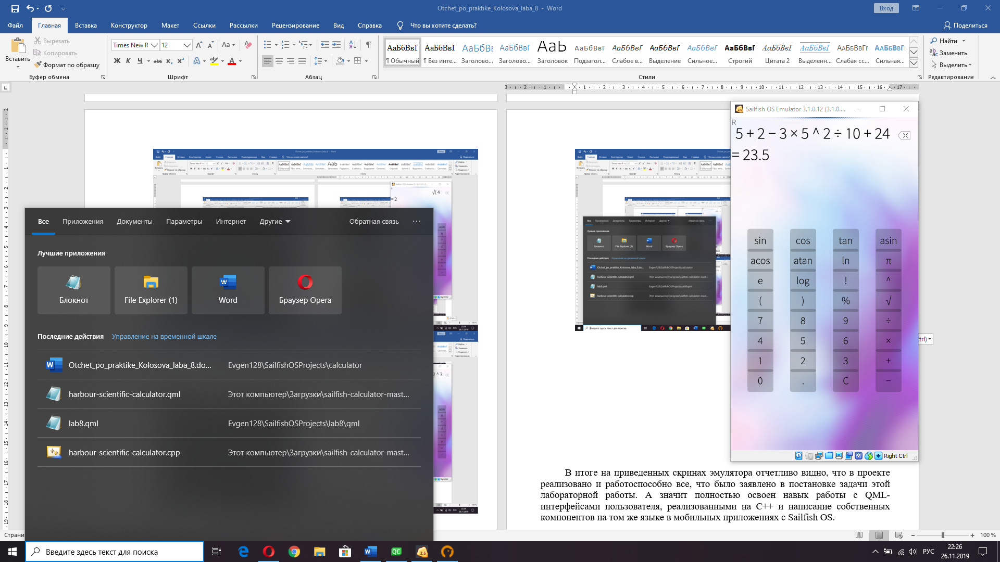 Otchet_po_praktike_Kolosova_laba_8 - Word
Вход
Файл Главная Вставка Конструктор Макет Ссылки Рассылки Рецензирование Вид Справка Что вы хотите сделать? Поделиться
Вставить
Вырезать
Копировать
Формат по образцу
Буфер обмена
Times New R 12
Ж К Ч abc x₂ x²
Шрифт
Абзац
АаБбВвІ АаБбВвІ АаБбВв АаБбВвГ АаЬ АаБбВвГ АаБбВвГ АаБбВвГ АаБбВвГ АаБбВвГ АаБбВвІ АаБбВвІ
¶ Обычный ¶ Без инте... Заголово... Заголово... Заголовок Подзагол... Слабое в... Выделение Сильное... Строгий Цитата 2 Выделенн... Слабая сс... Сильная...
Стили
Найти
Заменить
Выделить
Редактирование
3 2 1 1 2 3 4 5 6 7 8 9 10 11 12 13 14 15 16 17
Sailfish OS Emulator 3.1.0.12 (3.1.0....
R
5 + 2 − 3 × 5 ^ 2 ÷ 10 + 24
= 23.5
sin cos tan asin
acos atan ln π
e log ! ^
( ) % √
7 8 9 ÷
4 5 6 ×
1 2 3 +
0 . C −
Right Ctrl
trl)
√( 4
= 2
2 ^ 3
Все Приложения Документы Параметры Интернет Другие Обратная связь ···
Лучшие приложения
Блокнот File Explorer (1) Word Браузер Opera
Последние действия Управление на временной шкале
Otchet_po_praktike_Kolosova_laba_8.do... Evgen128\SailfishOSProjects\calculator
harbour-scientific-calculator.qml Этот компьютер\Загрузки\sailfish-calculator-mast...
lab8.qml Evgen128\SailfishOSProjects\lab8\qml
harbour-scientific-calculator.cpp Этот компьютер\Загрузки\sailfish-calculator-mast...
В итоге на приведенных скринах эмулятора отчетливо видно, что в проекте
реализовано и работоспособно все, что было заявлено в постановке задачи этой
лабораторной работы. А значит полностью освоен навык работы с QML-
интерфейсами пользователя, реализованными на C++ и написание собственных
компонентов на том же языке в мобильных приложениях с Sailfish OS.
Страни
100 %
Введите здесь текст для поиска
РУС
22:26
26.11.2019